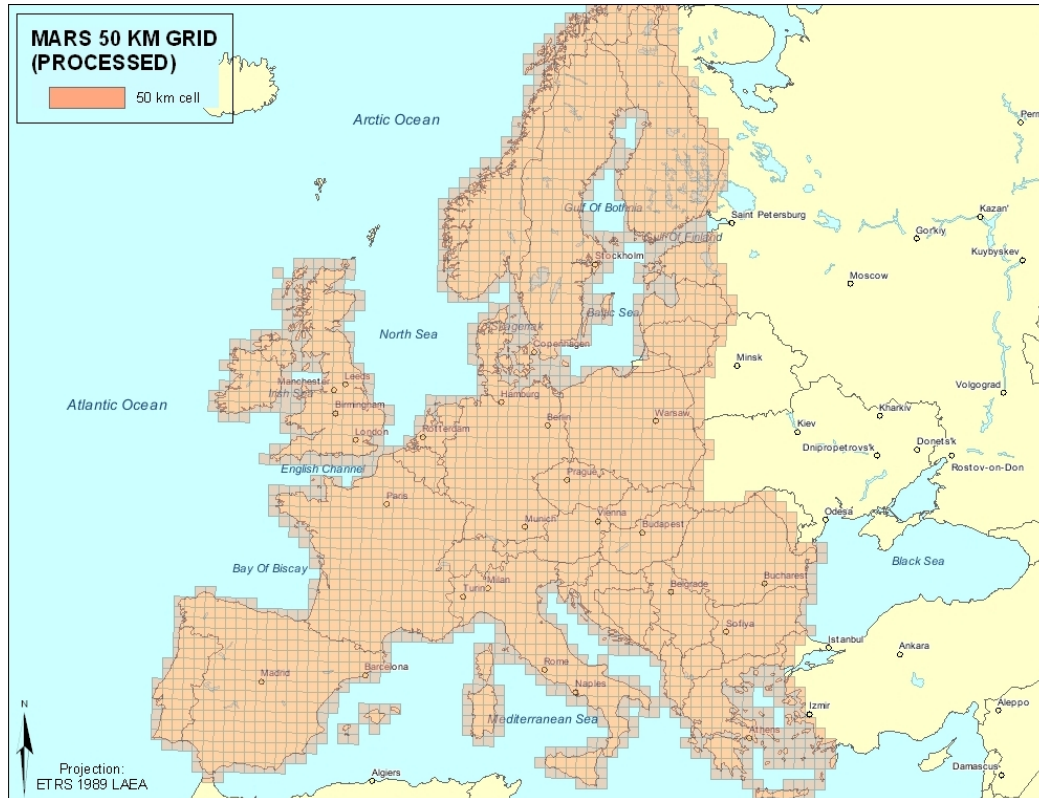 MARS 50 KM GRID
(PROCESSED)
50 km cell
Arctic Ocean
Perm
Kazan'
Gulf Of Bothnia
Saint Petersburg
Gulf Of Finland
Gorkiy
Kuybyskev
Stockholm
Moscow
Baltic Sea
North Sea
Skagerrak
Copenhagen
Minsk
Manchester
Leeds
Irish Sea
Volgograd
Hamburg
Atlantic Ocean
Birmingham
Warsaw
Kharkiv
Berlin
Kiev
London
Rotterdam
Donets'k
Dnipropetrovs'k
Rostov-on-Don
English Channel
Prague
Paris
Odesa
Vienna
Munich
Budapest
Black Sea
Bay Of Biscay
Milan
Turin
Belgrade
Bucharest
Sofiya
Istanbul
Ankara
Barcelona
Rome
Madrid
Naples
N
Aleppo
Izmir
Mediterranean Sea
Athens
Projection:
ETRS 1989 LAEA
Algiers
Damascus